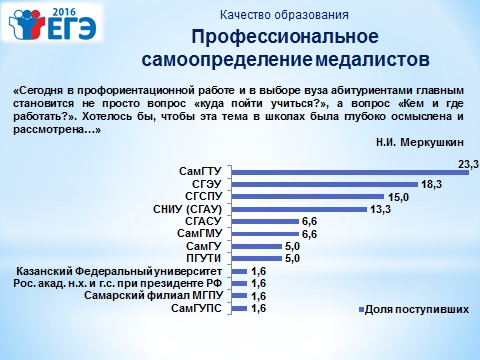 2016
ЕГЭ
Качество образования
Профессиональное
самоопределение медалистов
«Сегодня в профориентационной работе и в выборе вуза абитуриентами главным
становится не просто вопрос «куда пойти учиться?», а вопрос «Кем и где
работать?». Хотелось бы, чтобы эта тема в школах была глубоко осмыслена и
рассмотрена…»
Н.И. Меркушкин
СамГТУ 23,3
СГЭУ 18,3
СГСПУ 15,0
СНИУ (СГАУ) 13,3
СГАСУ 6,6
СамГМУ 6,6
СамГУ 5,0
ПГУТИ 5,0
Казанский Федеральный университет 1,6
Рос. акад. н.х. и г.с. при президенте РФ 1,6
Самарский филиал МГПУ 1,6
СамГУПС 1,6
Доля поступивших